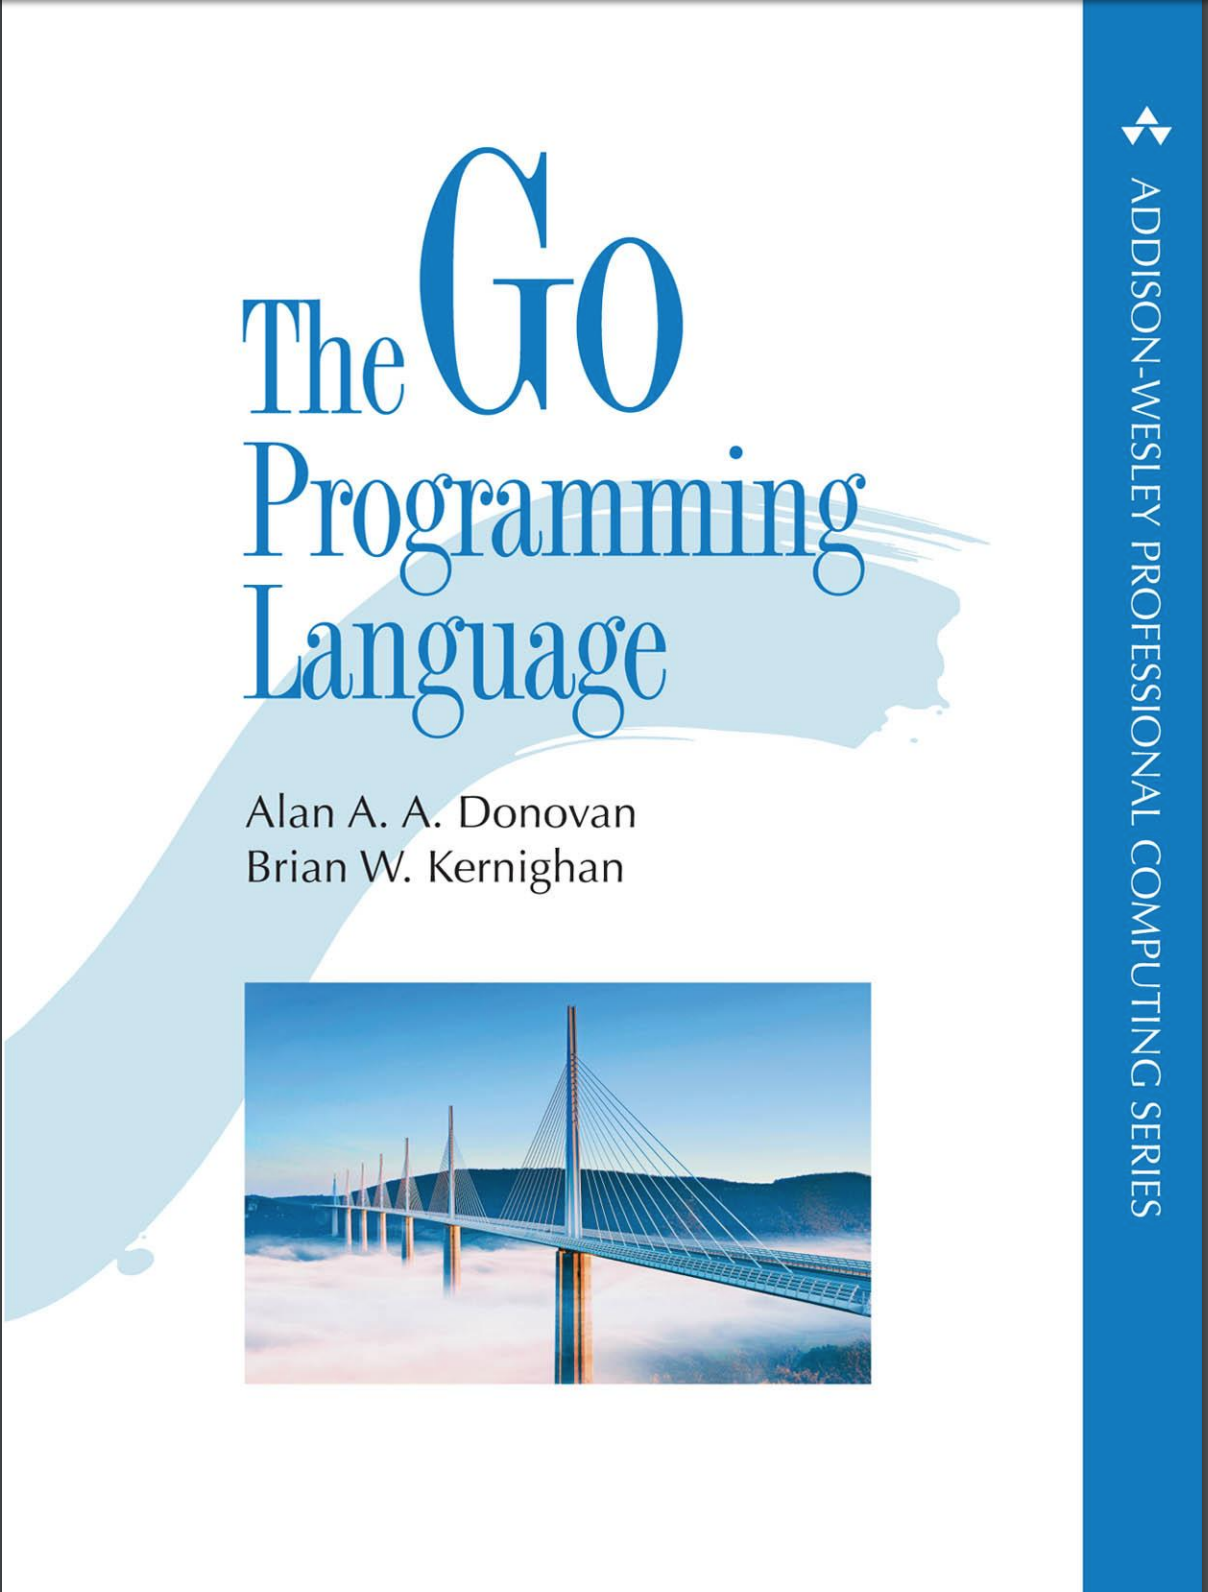 The Go
Programming
Language
Alan A. A. Donovan
Brian W. Kernighan
ADDISON-WESLEY PROFESSIONAL COMPUTING SERIES